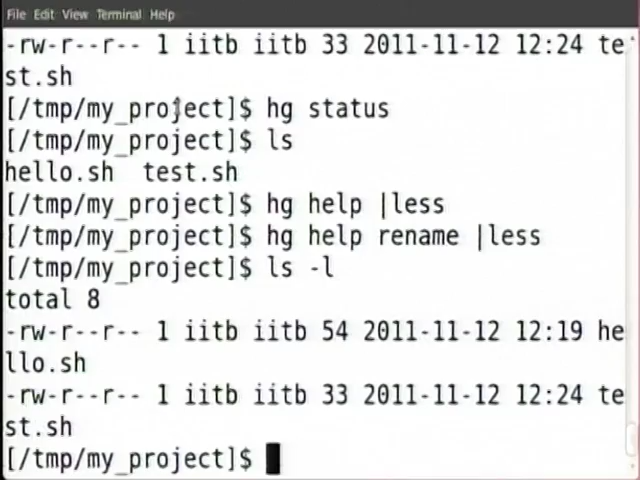 File Edit View Terminal Help
-rw-r--r-- 1 iitb iitb 33 2011-11-12 12:24 te
st.sh
[/tmp/my_project]$ hg status
[/tmp/my_project]$ ls
hello.sh  test.sh
[/tmp/my_project]$ hg help |less
[/tmp/my_project]$ hg help rename |less
[/tmp/my_project]$ ls -l
total 8
-rw-r--r-- 1 iitb iitb 54 2011-11-12 12:19 he
llo.sh
-rw-r--r-- 1 iitb iitb 33 2011-11-12 12:24 te
st.sh
[/tmp/my_project]$